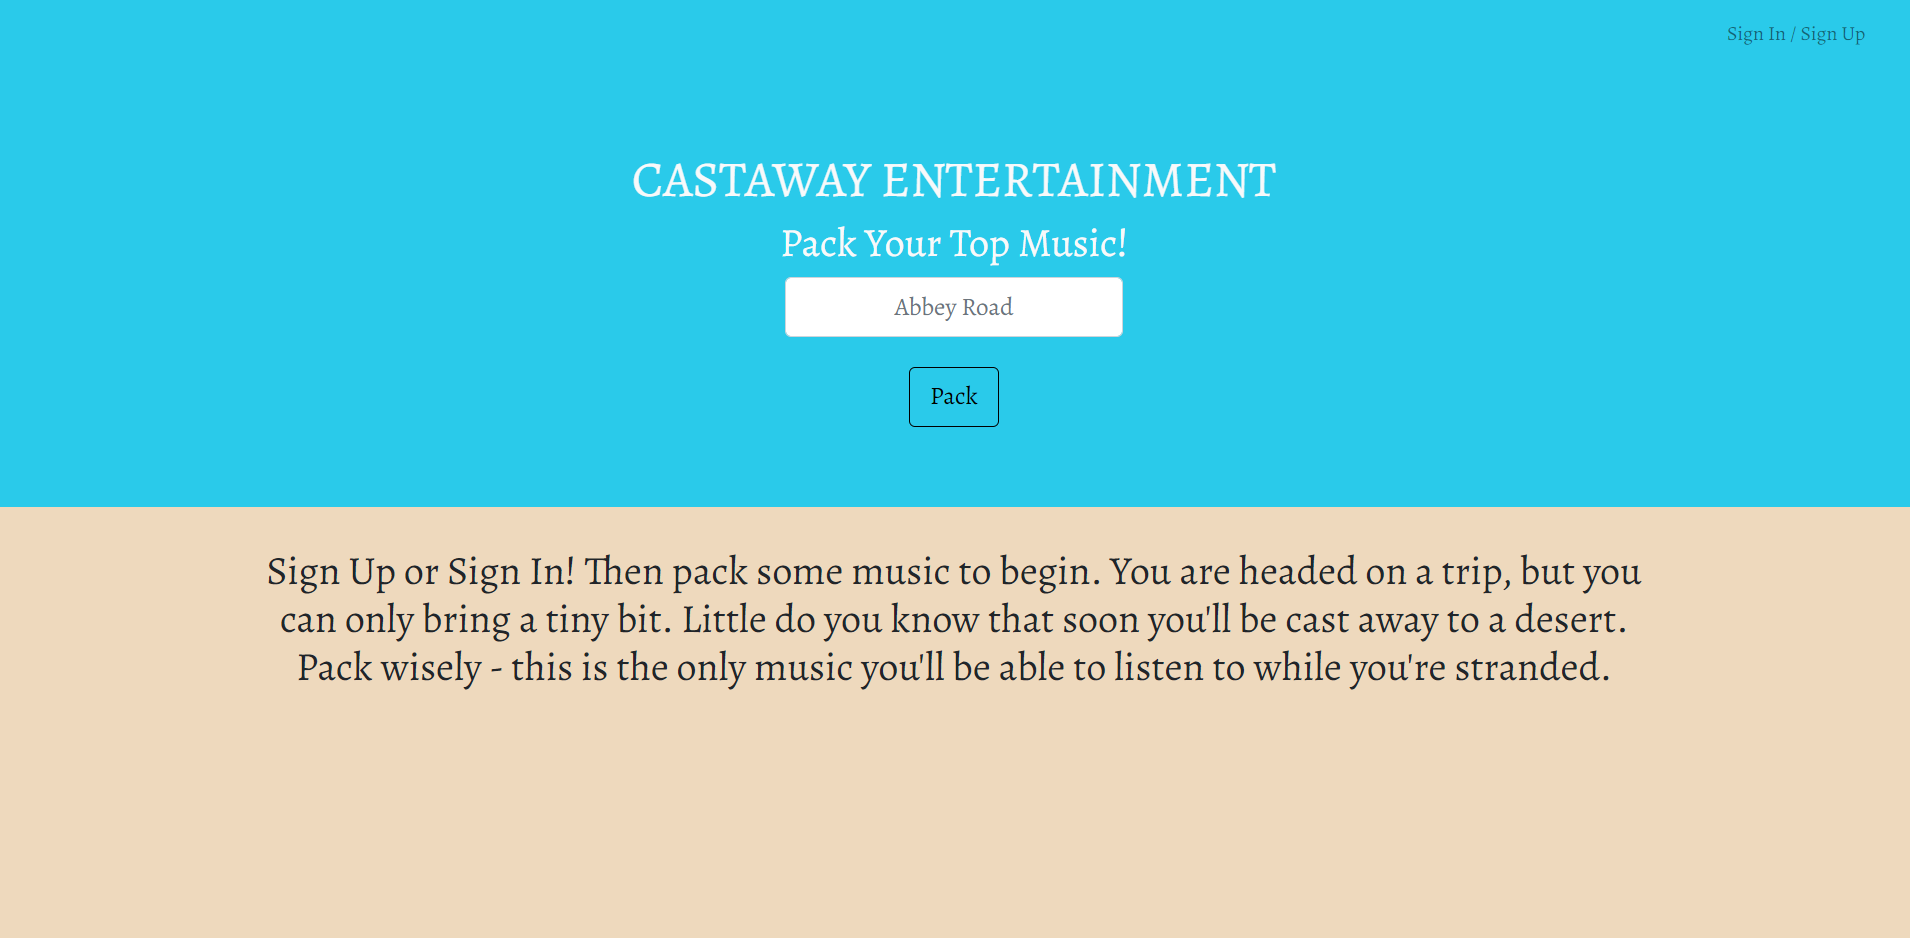 Sign In / Sign Up
CASTAWAY ENTERTAINMENT
Pack Your Top Music!
Abbey Road
Pack
Sign Up or Sign In! Then pack some music to begin. You are headed on a trip, but you
can only bring a tiny bit. Little do you know that soon you'll be cast away to a desert.
Pack wisely - this is the only music you'll be able to listen to while you're stranded.